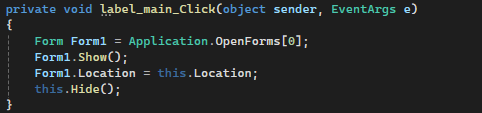 private void label_main_Click(object sender, EventArgs e)
{
Form Form1 = Application.OpenForms[0];
Form1.Show();
Form1.Location = this.Location;
this.Hide();
}